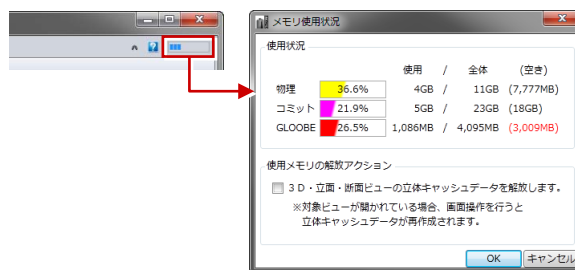 メモリ使用状況
使用状況
使用 / 全体 (空き)
物理 36.6% 4GB / 11GB (7,777MB)
コミット 21.9% 5GB / 23GB (18GB)
GLOOBE 26.5% 1,086MB / 4,095MB (3,009MB)
使用メモリの解放アクション
３Ｄ・立面・断面ビューの立体キャッシュデータを解放します。
※対象ビューが開かれている場合、画面操作を行うと
立体キャッシュデータが再作成されます。
OK キャンセル